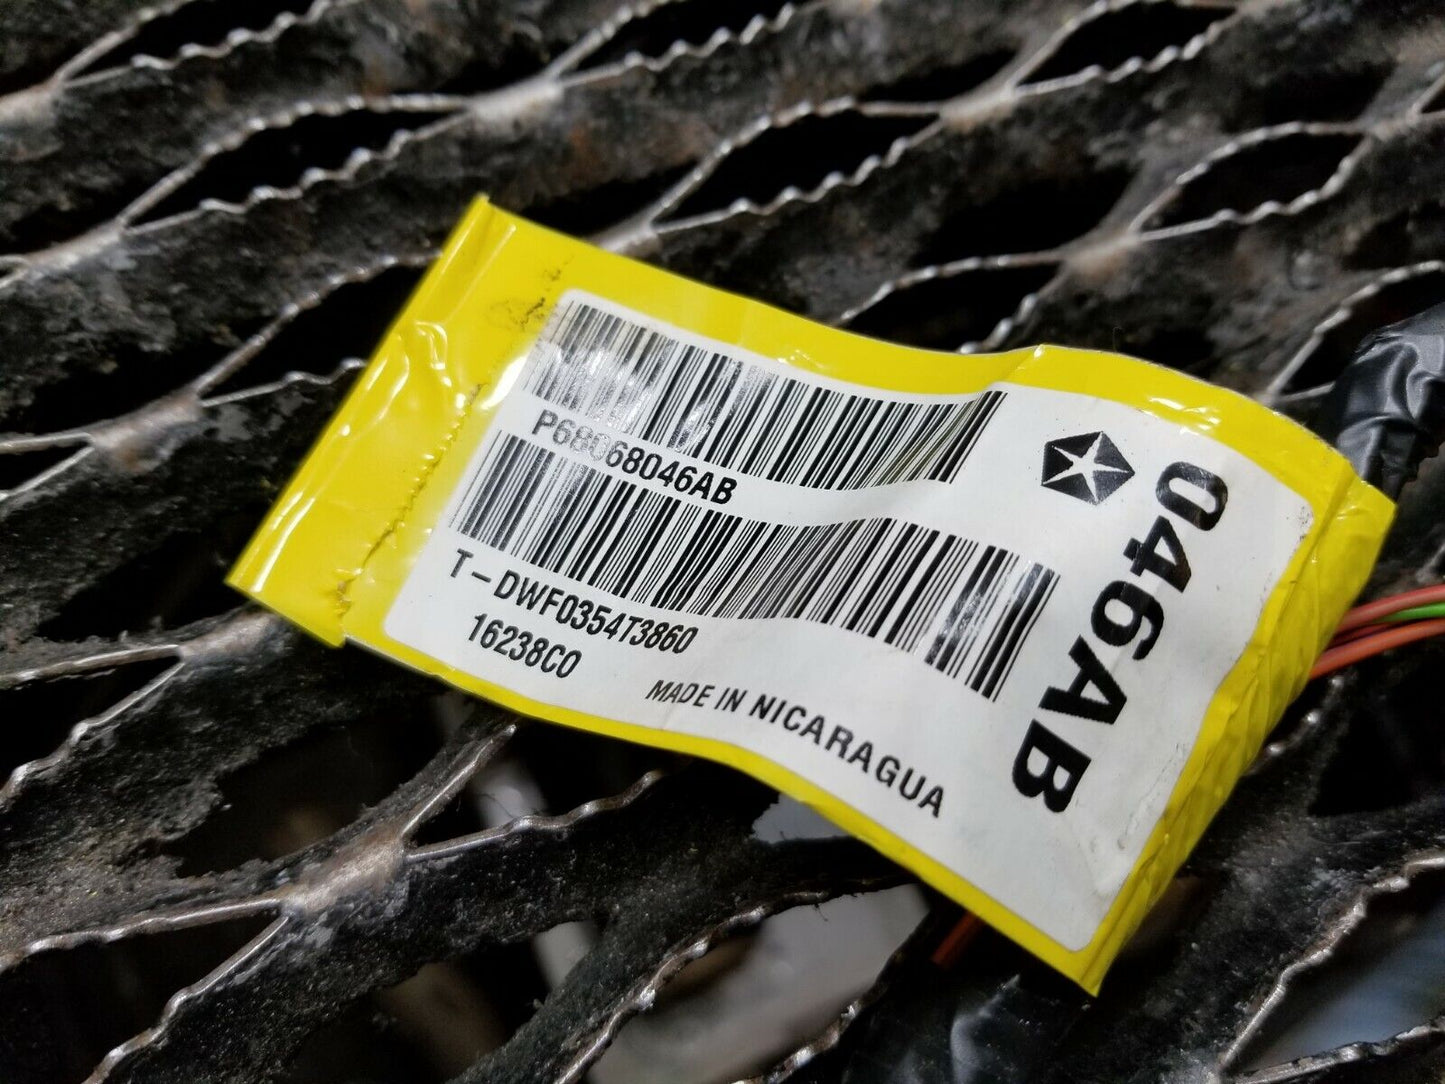 P68068046AB
T-DWF0354T3860
16238C0
MADE IN NICARAGUA
046AB